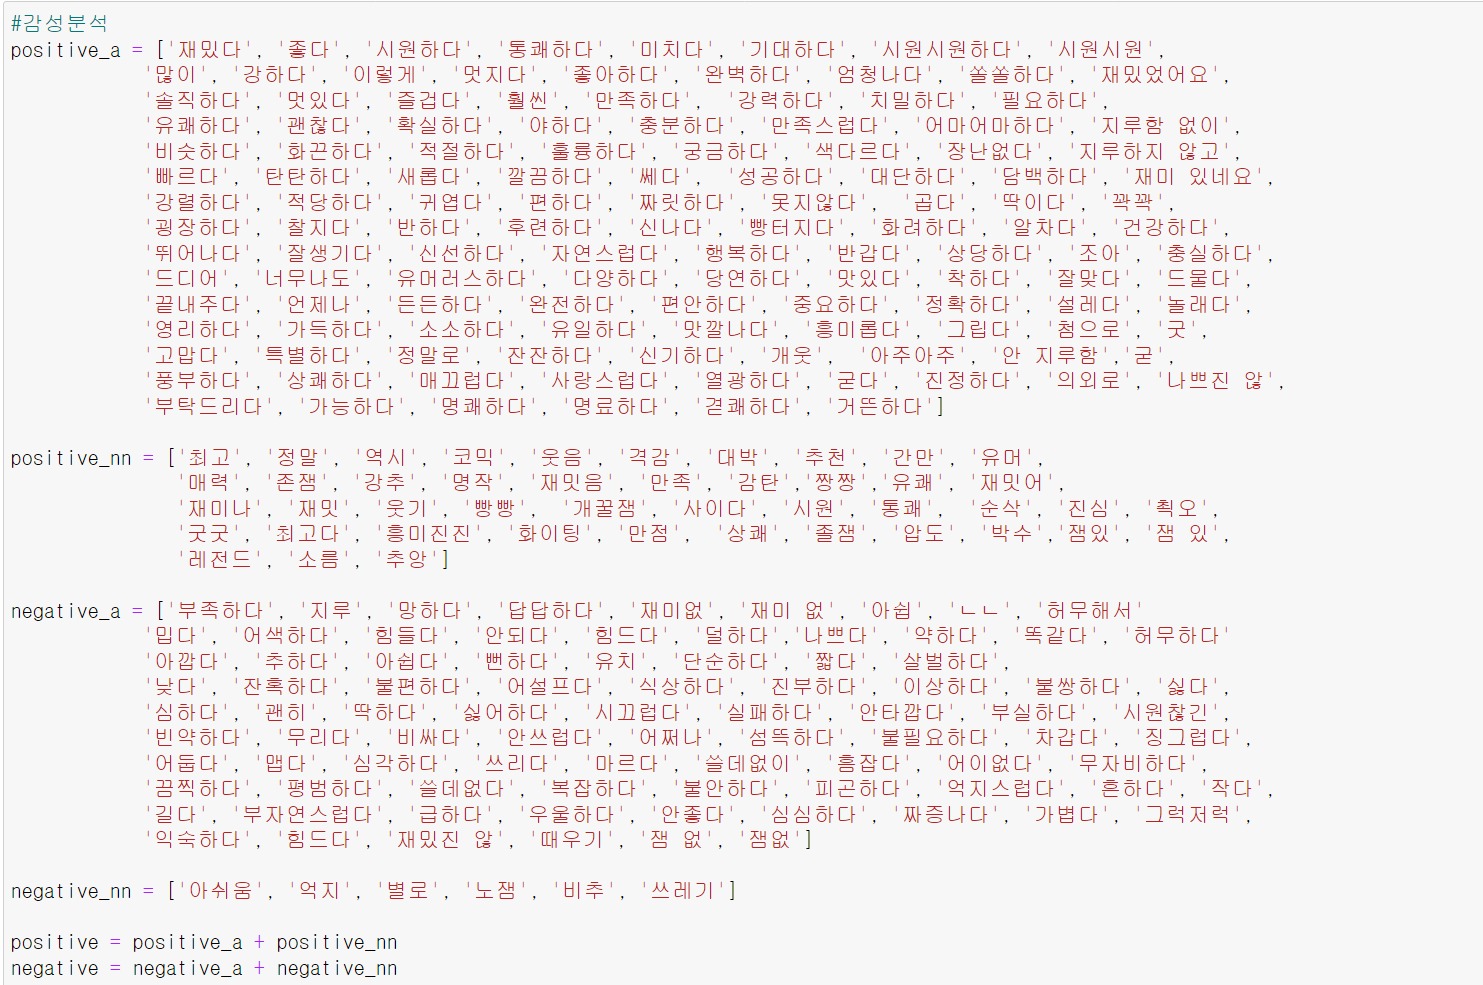 #감성분석
positive_a = ['재밌다', '좋다', '시원하다', '통쾌하다', '미치다', '기대하다', '시원시원하다', '시원시원',
'많이', '강하다', '이렇게', '멋지다', '좋아하다', '완벽하다', '엄청나다', '쏠쏠하다', '재밌었어요',
'솔직하다', '멋있다', '즐겁다', '훨씬', '만족하다', '강력하다', '치밀하다', '필요하다',
'유쾌하다', '괜찮다', '확실하다', '야하다', '충분하다', '만족스럽다', '어마어마하다', '지루함 없이',
'비슷하다', '화끈하다', '적절하다', '훌륭하다', '궁금하다', '색다르다', '장난없다', '지루하지 않고',
'빠르다', '탄탄하다', '새롭다', '깔끔하다', '쎄다', '성공하다', '대단하다', '담백하다', '재미 있네요',
'강렬하다', '적당하다', '귀엽다', '편하다', '짜릿하다', '못지않다', '곱다', '딱이다', '꽉꽉',
'굉장하다', '찰지다', '반하다', '후련하다', '신나다', '빵터지다', '화려하다', '알차다', '건강하다',
'뛰어나다', '잘생기다', '신선하다', '자연스럽다', '행복하다', '반갑다', '상당하다', '조아', '충실하다',
'드디어', '너무나도', '유머러스하다', '다양하다', '당연하다', '맛있다', '착하다', '잘맞다', '드물다',
'끝내주다', '언제나', '든든하다', '완전하다', '편안하다', '중요하다', '정확하다', '설레다', '놀래다',
'영리하다', '가득하다', '소소하다', '유일하다', '맛깔나다', '흥미롭다', '그립다', '첨으로', '굿',
'고맙다', '특별하다', '정말로', '잔잔하다', '신기하다', '개웃', '아주아주', '안 지루함','굳',
'풍부하다', '상쾌하다', '매끄럽다', '사랑스럽다', '열광하다', '굳다', '진정하다', '의외로', '나쁘진 않',
'부탁드리다', '가능하다', '명쾌하다', '명료하다', '겯쾌하다', '거뜬하다']
positive_nn = ['최고', '정말', '역시', '코믹', '웃음', '격감', '대박', '추천', '간만', '유머',
'매력', '존잼', '강추', '명작', '재밋음', '만족', '감탄','짱짱','유쾌', '재밋어',
'재미나', '재밋', '웃기', '빵빵', '개꿀잼', '사이다', '시원', '통쾌', '순삭', '진심', '쵝오',
'굿굿', '최고다', '흥미진진', '화이팅', '만점', '상쾌', '졸잼', '압도', '박수','잼있', '잼 있',
'레전드', '소름', '추앙']
negative_a = ['부족하다', '지루', '망하다', '답답하다', '재미없', '재미 없', '아쉽', 'ㄴㄴ', '허무해서'
'밉다', '어색하다', '힘들다', '안되다', '힘드다', '덜하다','나쁘다', '약하다', '똑같다', '허무하다'
'아깝다', '추하다', '아쉽다', '뻔하다', '유치', '단순하다', '짧다', '살벌하다',
'낮다', '잔혹하다', '불편하다', '어설프다', '식상하다', '진부하다', '이상하다', '불쌍하다', '싫다',
'심하다', '괜히', '딱하다', '싫어하다', '시끄럽다', '실패하다', '안타깝다', '부실하다', '시원찮긴',
'빈약하다', '무리다', '비싸다', '안쓰럽다', '어쩌나', '섬뜩하다', '불필요하다', '차갑다', '징그럽다',
'어둡다', '맵다', '심각하다', '쓰리다', '마르다', '쓸데없이', '흠잡다', '어이없다', '무자비하다',
'끔찍하다', '평범하다', '쓸데없다', '복잡하다', '불안하다', '피곤하다', '억지스럽다', '흔하다', '작다',
'길다', '부자연스럽다', '급하다', '우울하다', '안좋다', '심심하다', '짜증나다', '가볍다', '그럭저럭',
'익숙하다', '힘드다', '재밌진 않', '때우기', '잼 없', '잼없']
negative_nn = ['아쉬움', '억지', '별로', '노잼', '비추', '쓰레기']
positive = positive_a + positive_nn
negative = negative_a + negative_nn